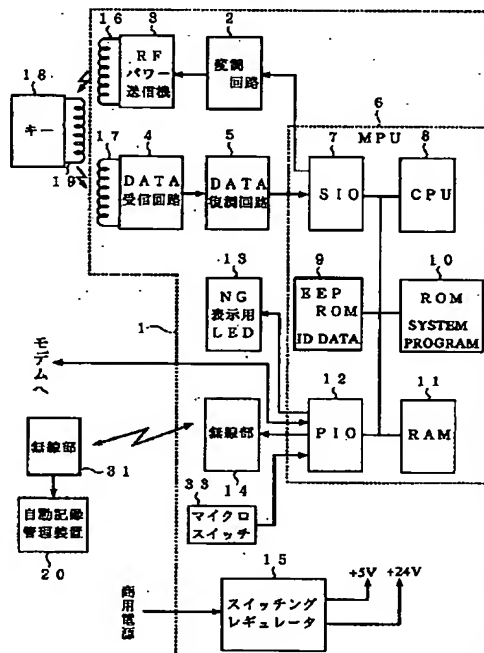 16
3
RF
パワー
送信機
2
変調
回路
18
キー
19
17
4
DATA
受信回路
5
DATA
復調回路
6
MPU
7
SIO
8
CPU
9
EEP
ROM
ID DATA
10
ROM
SYSTEM
PROGRAM
13
NG
表示用
LED
1
モデムへ
12
PIO
11
RAM
無線部
31
無線部
14
33
マイクロ
スイッチ
自動記録
管理装置
20
商用電源
15
スイッチング
レギュレータ
+5V
+24V